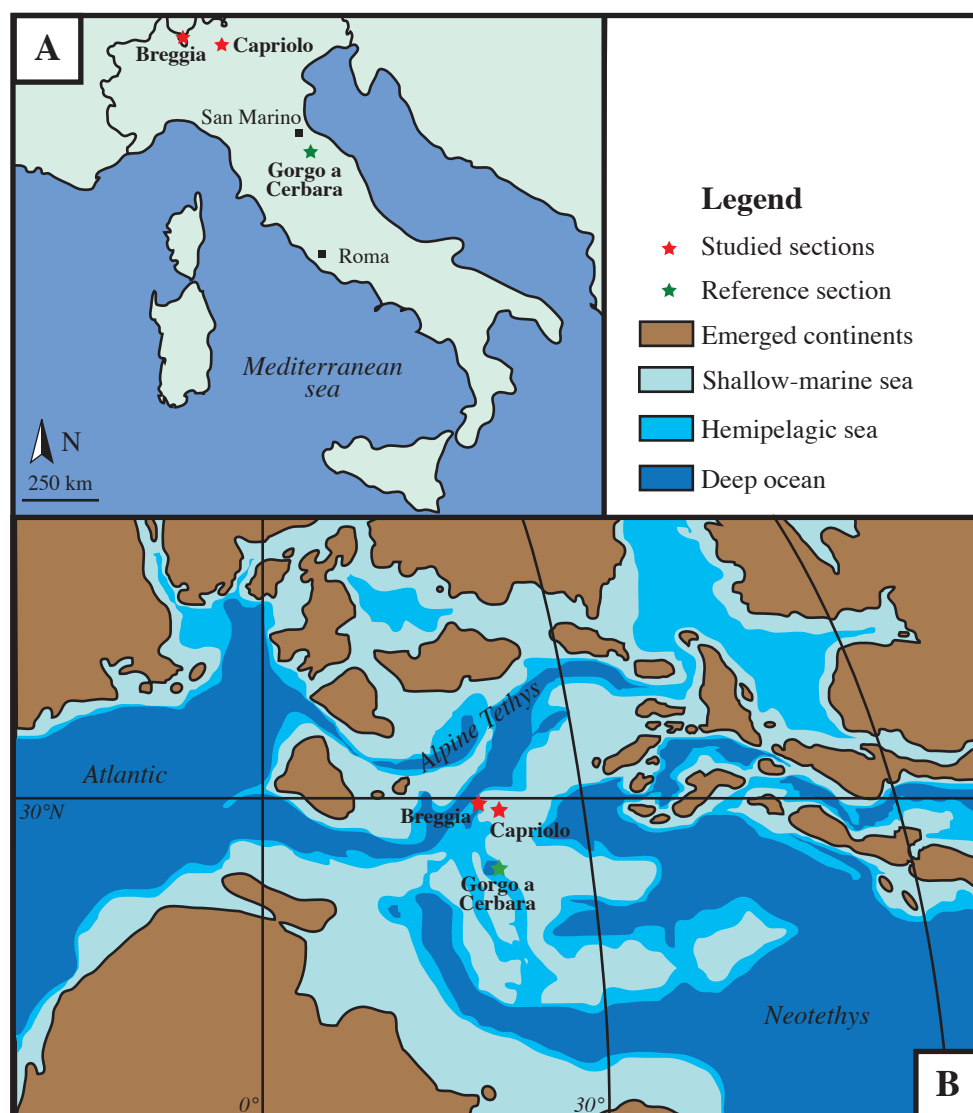 A
Breggia
Capriolo
San Marino
Gorgo a
Cerbara
Roma
Mediterranean
sea
N
250 km
Legend
Studied sections
Reference section
Emerged continents
Shallow-marine sea
Hemipelagic sea
Deep ocean
Alpine Tethys
Atlantic
30°N
Breggia
Capriolo
Gorgo a
Cerbara
Neotethys
B
0°
30°